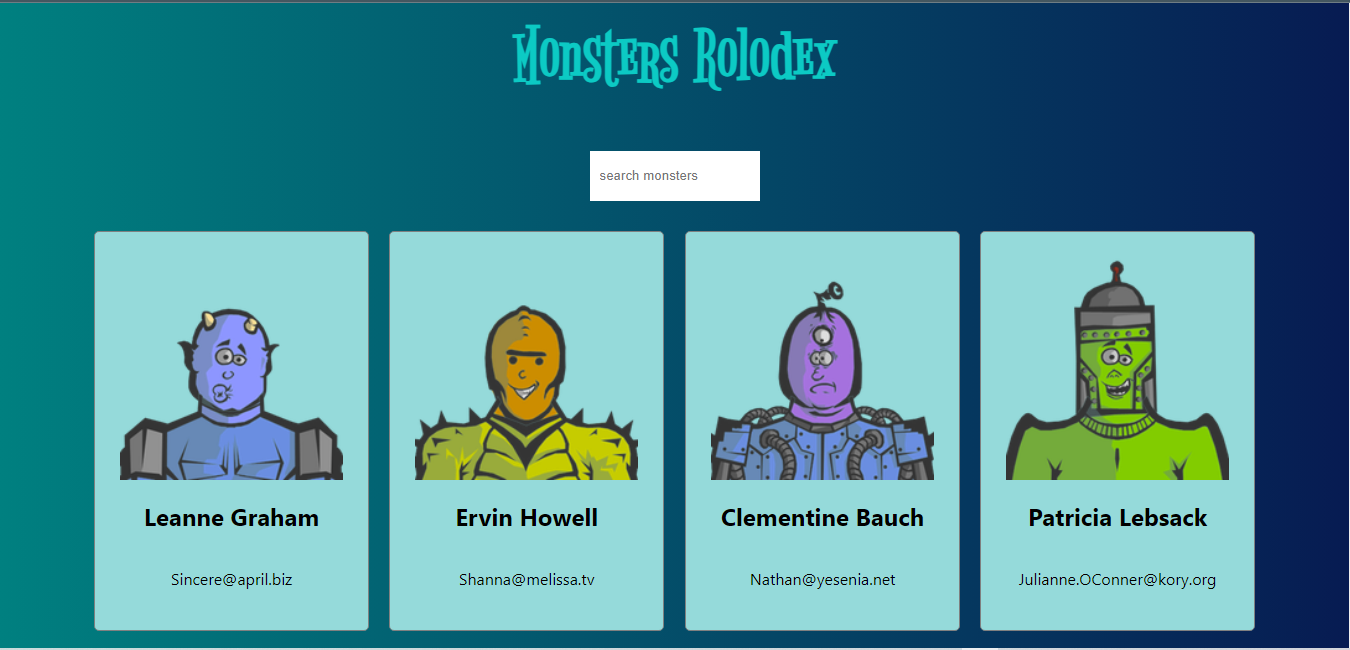 Monsters Rolodex
search monsters
Leanne Graham
Ervin Howell
Clementine Bauch
Patricia Lebsack
Sincere@april.biz
Shanna@melissa.tv
Nathan@yesenia.net
Julianne.OConner@kory.org